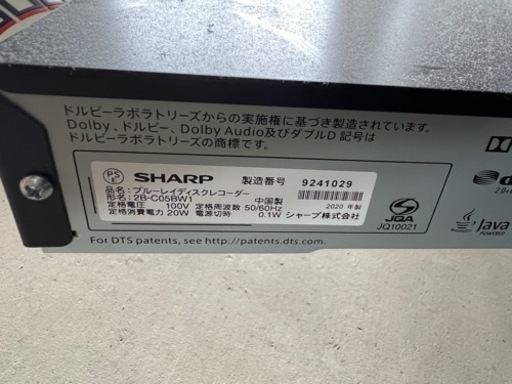 ドルビーラボラトリーズからの実施権に基づき製造されています。
Dolby、ドルビー、Dolby Audio及びダブルD 記号は
ドルビーラボラトリーズの商標です。
PS
E
SHARP 製造番号 9241029
品名：ブルーレイディスクレコーダー
形名：2B-C05BW1 中国製
定格電圧 100V 定格周波数 50/60Hz 2020 年製
定格消費電力 20W 電源切時 0.1W シャープ株式会社
JQA
JQ10021
Java
POWERED
For DTS patents, see http://patents.dts.com.